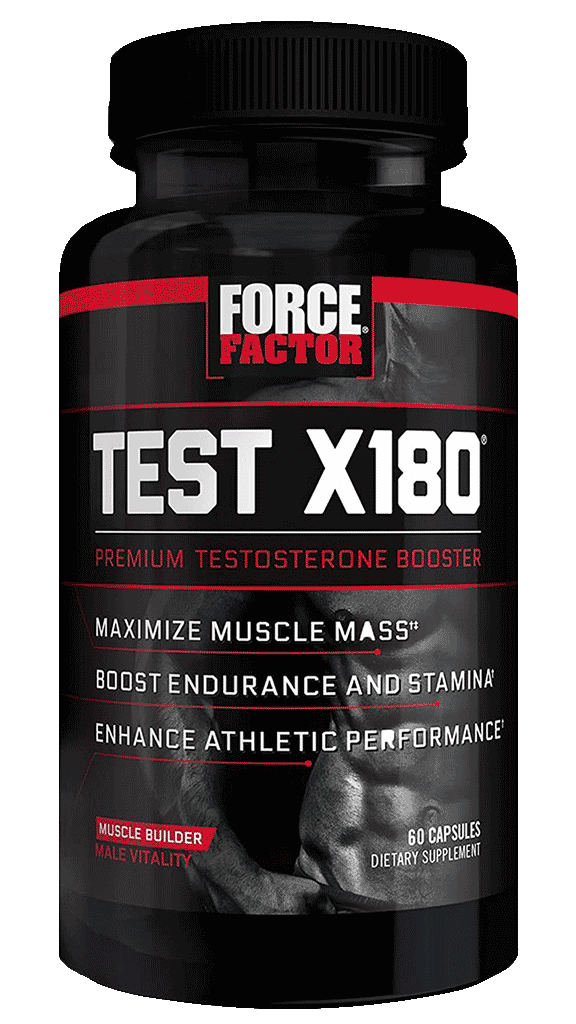 FORCE®
FACTOR
TEST X180®
PREMIUM TESTOSTERONE BOOSTER
MAXIMIZE MUSCLE MASS†‡
BOOST ENDURANCE AND STAMINA†
ENHANCE ATHLETIC PERFORMANCE†
MUSCLE BUILDER
MALE VITALITY
60 CAPSULES
DIETARY SUPPLEMENT